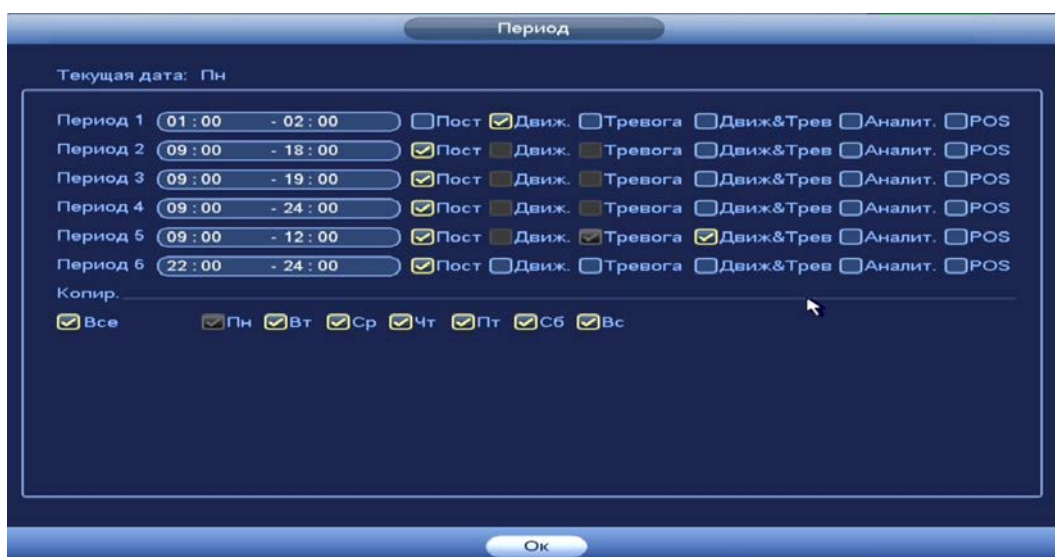 Период
Текущая дата: Пн
Период 1 01:00 - 02:00 Пост Движ. Тревога Движ&Трев Аналит. POS
Период 2 09:00 - 18:00 Пост Движ. Тревога Движ&Трев Аналит. POS
Период 3 09:00 - 19:00 Пост Движ. Тревога Движ&Трев Аналит. POS
Период 4 09:00 - 24:00 Пост Движ. Тревога Движ&Трев Аналит. POS
Период 5 09:00 - 12:00 Пост Движ. Тревога Движ&Трев Аналит. POS
Период 6 22:00 - 24:00 Пост Движ. Тревога Движ&Трев Аналит. POS
Копир.
Все Пн Вт Ср Чт Пт Сб Вс
Ок